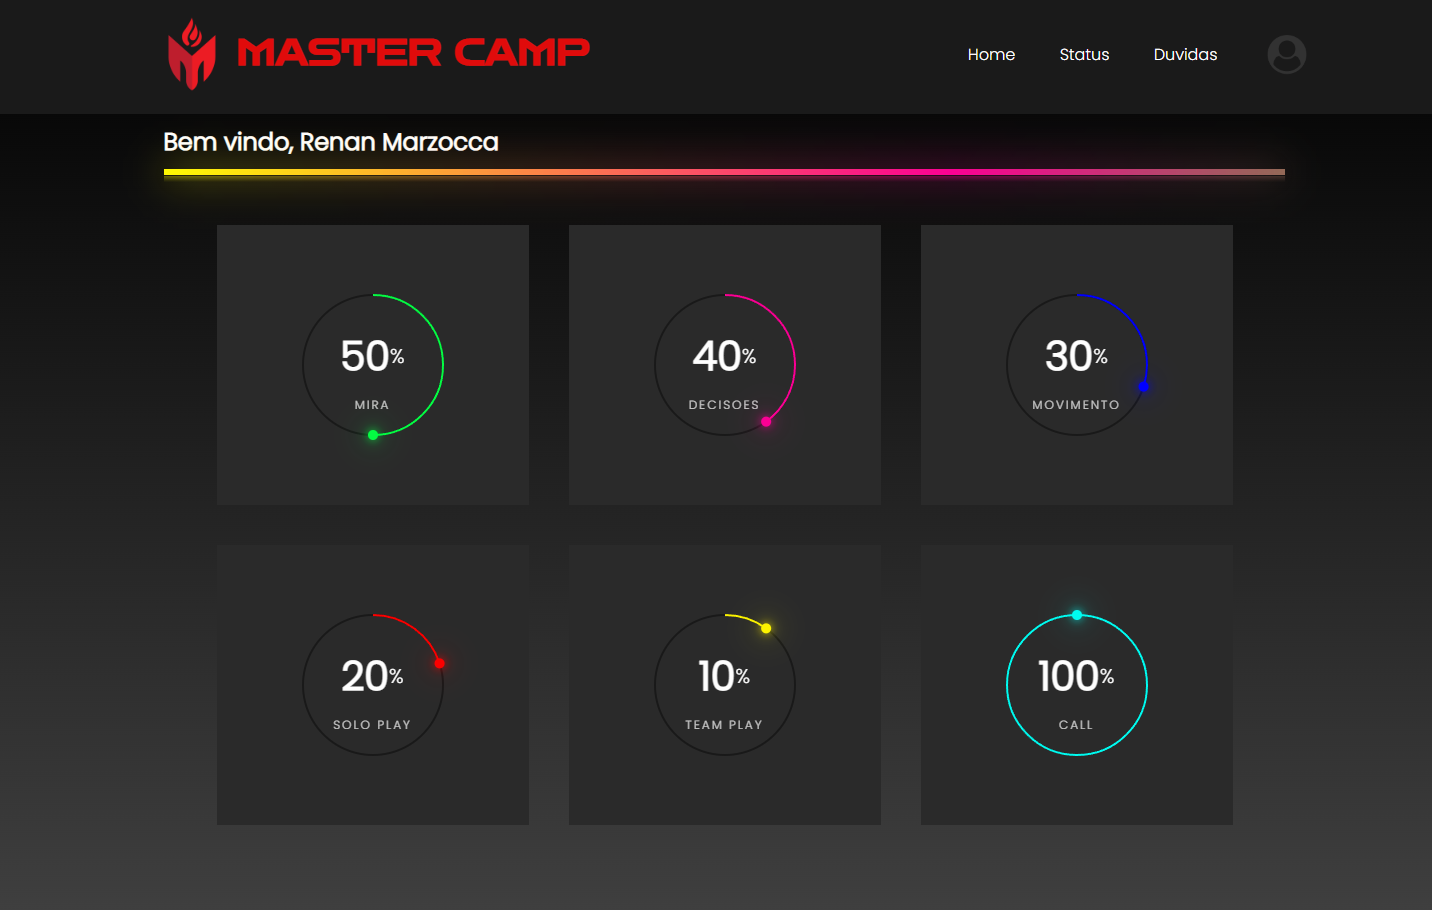 MASTER CAMP
Home Status Duvidas
Bem vindo, Renan Marzocca
50%
MIRA
40%
DECISOES
30%
MOVIMENTO
20%
SOLO PLAY
10%
TEAM PLAY
100%
CALL